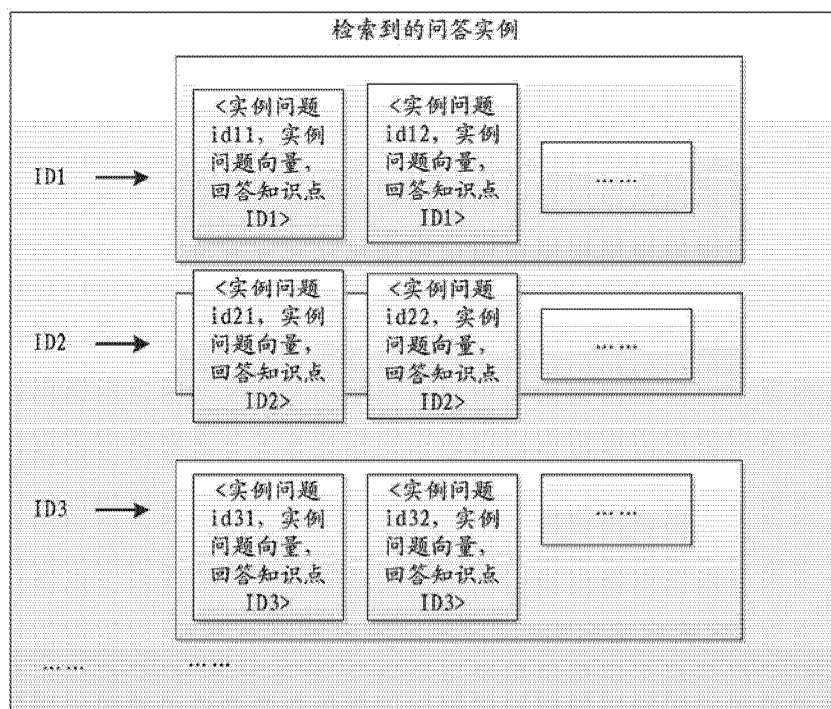 检索到的问答实例
<实例问题
id11, 实例
问题向量,
回答知识点
ID1>
<实例问题
id12, 实例
问题向量,
回答知识点
ID1>
……
ID1
<实例问题
id21, 实例
问题向量,
回答知识点
ID2>
<实例问题
id22, 实例
问题向量,
回答知识点
ID2>
……
ID2
<实例问题
id31, 实例
问题向量,
回答知识点
ID3>
<实例问题
id32, 实例
问题向量,
回答知识点
ID3>
……
ID3
……
……